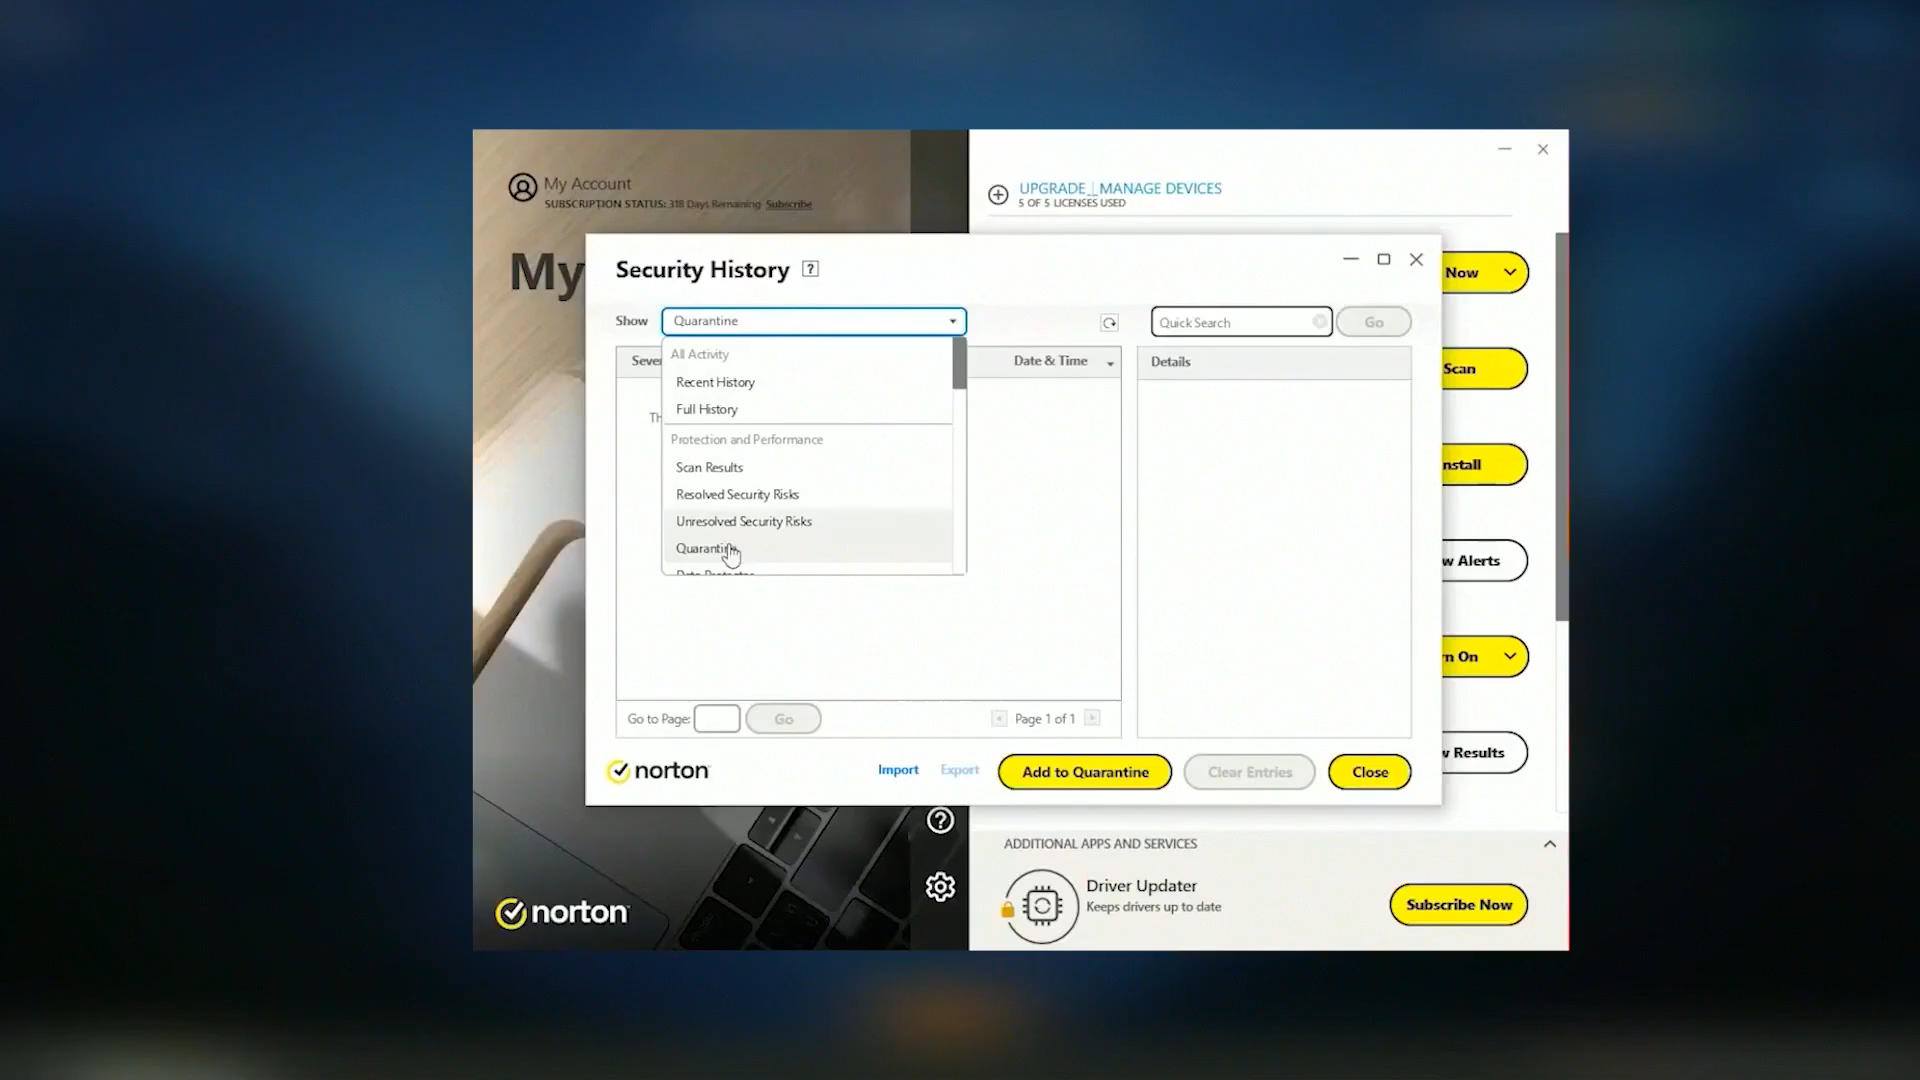 My Account
SUBSCRIPTION STATUS: 318 Days Remaining Subscribe
UPGRADE | MANAGE DEVICES
5 OF 5 LICENSES USED
My
Security History ?
Now
Show Quarantine
Quick Search Go
All Activity
Recent History
Full History
Protection and Performance
Scan Results
Resolved Security Risks
Unresolved Security Risks
Quarantine
Date & Time
Details
Scan
w Alerts
n On
Go to Page: Go
Page 1 of 1
w Results
norton
Import Export Add to Quarantine Clear Entries Close
ADDITIONAL APPS AND SERVICES
Driver Updater
Keeps drivers up to date
Subscribe Now
norton